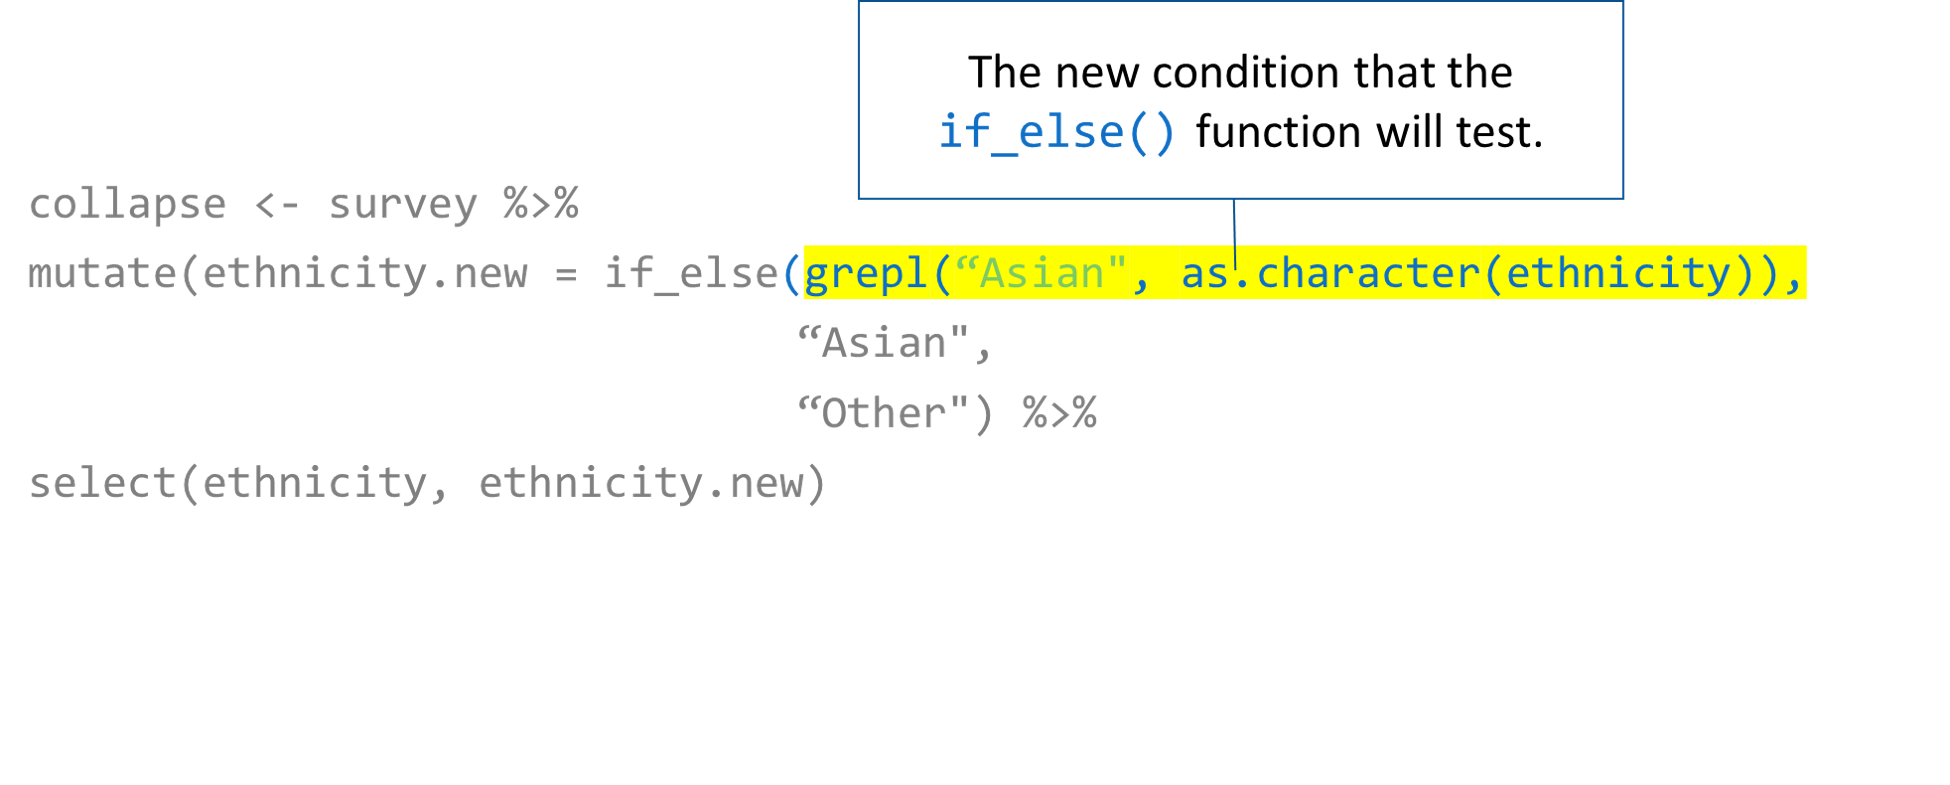 The new condition that the
if_else() function will test.
collapse <- survey %>%
mutate(ethnicity.new = if_else(grepl(“Asian", as.character(ethnicity)),
“Asian",
“Other") %>%
select(ethnicity, ethnicity.new)